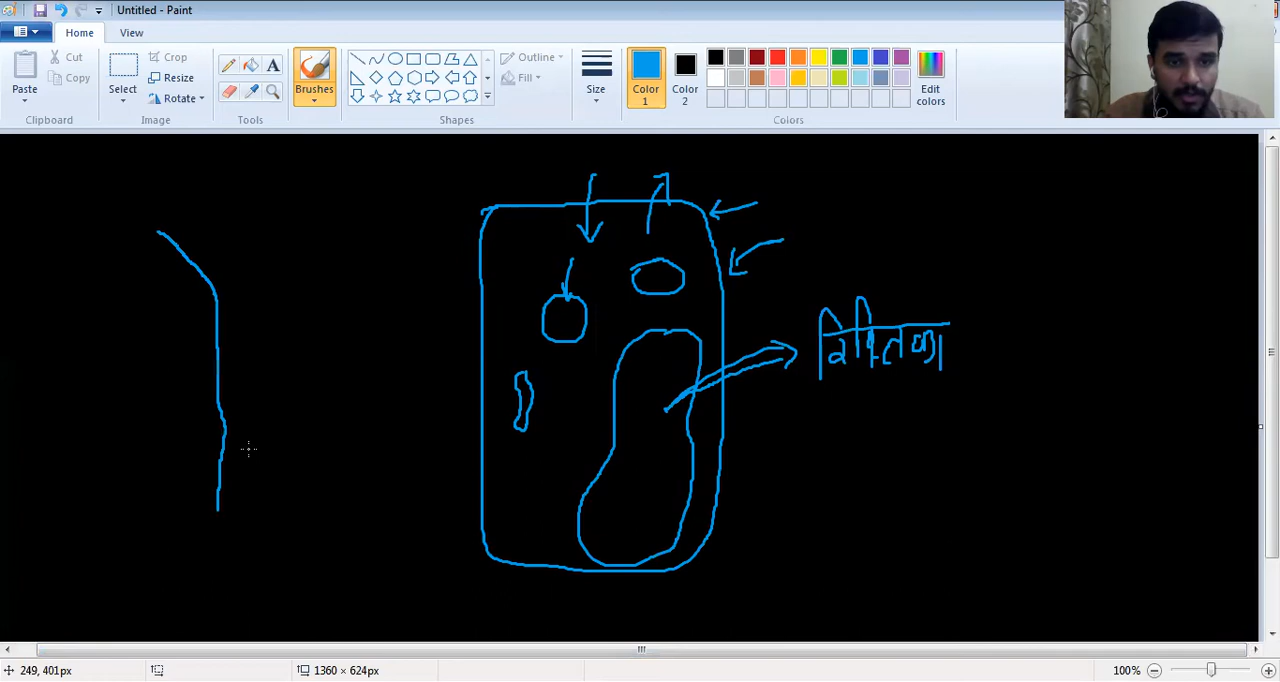 Untitled - Paint
Home
View
Paste
Cut
Copy
Clipboard
Select
Crop
Resize
Rotate
Image
Tools
Brushes
Shapes
Outline
Fill
Size
Color 1
Color 2
Edit colors
Colors
249, 401px
1360 × 624px
100%